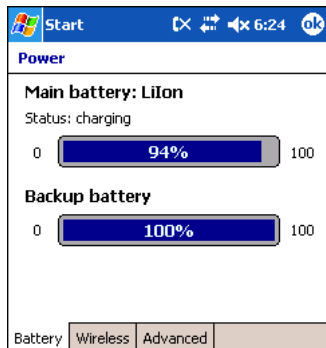 Start 6:24 ok
Power
Main battery: LiIon
Status: charging
0 94% 100
Backup battery
0 100% 100
Battery Wireless Advanced